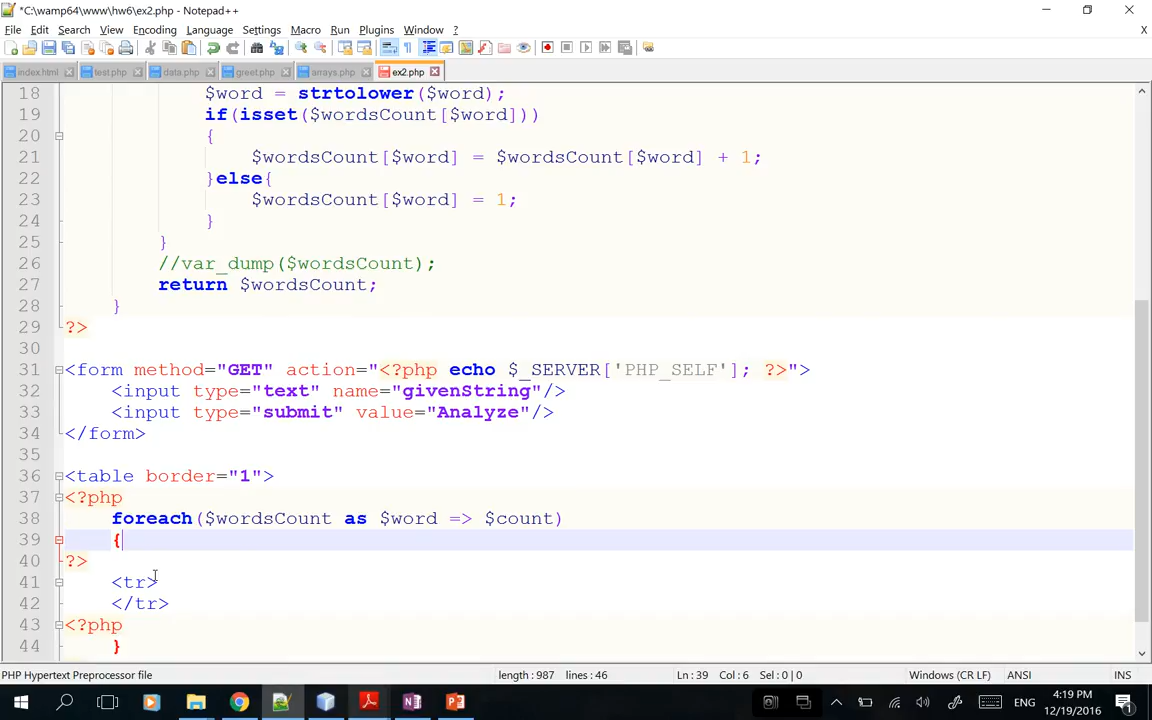 *C:\wamp64\www\hw6\ex2.php - Notepad++
File Edit Search View Encoding Language Settings Macro Run Plugins Window ? X
index.html test.php data.php greet.php arrays.php ex2.php
18 $word = strtolower($word);
19 if(isset($wordsCount[$word]))
20 {
21 $wordsCount[$word] = $wordsCount[$word] + 1;
22 }else{
23 $wordsCount[$word] = 1;
24 }
25 }
26 //var_dump($wordsCount);
27 return $wordsCount;
28 }
29 ?>
30
31 <form method="GET" action="<?php echo $_SERVER['PHP_SELF']; ?>">
32 <input type="text" name="givenString"/>
33 <input type="submit" value="Analyze"/>
34 </form>
35
36 <table border="1">
37 <?php
38 foreach($wordsCount as $word => $count)
39 {
40 ?>
41 <tr>
42 </tr>
43 <?php
44 }
PHP Hypertext Preprocessor file length : 987 lines : 46 Ln : 39 Col : 6 Sel : 0 | 0 Windows (CR LF) ANSI INS
ENG 4:19 PM
12/19/2016 1